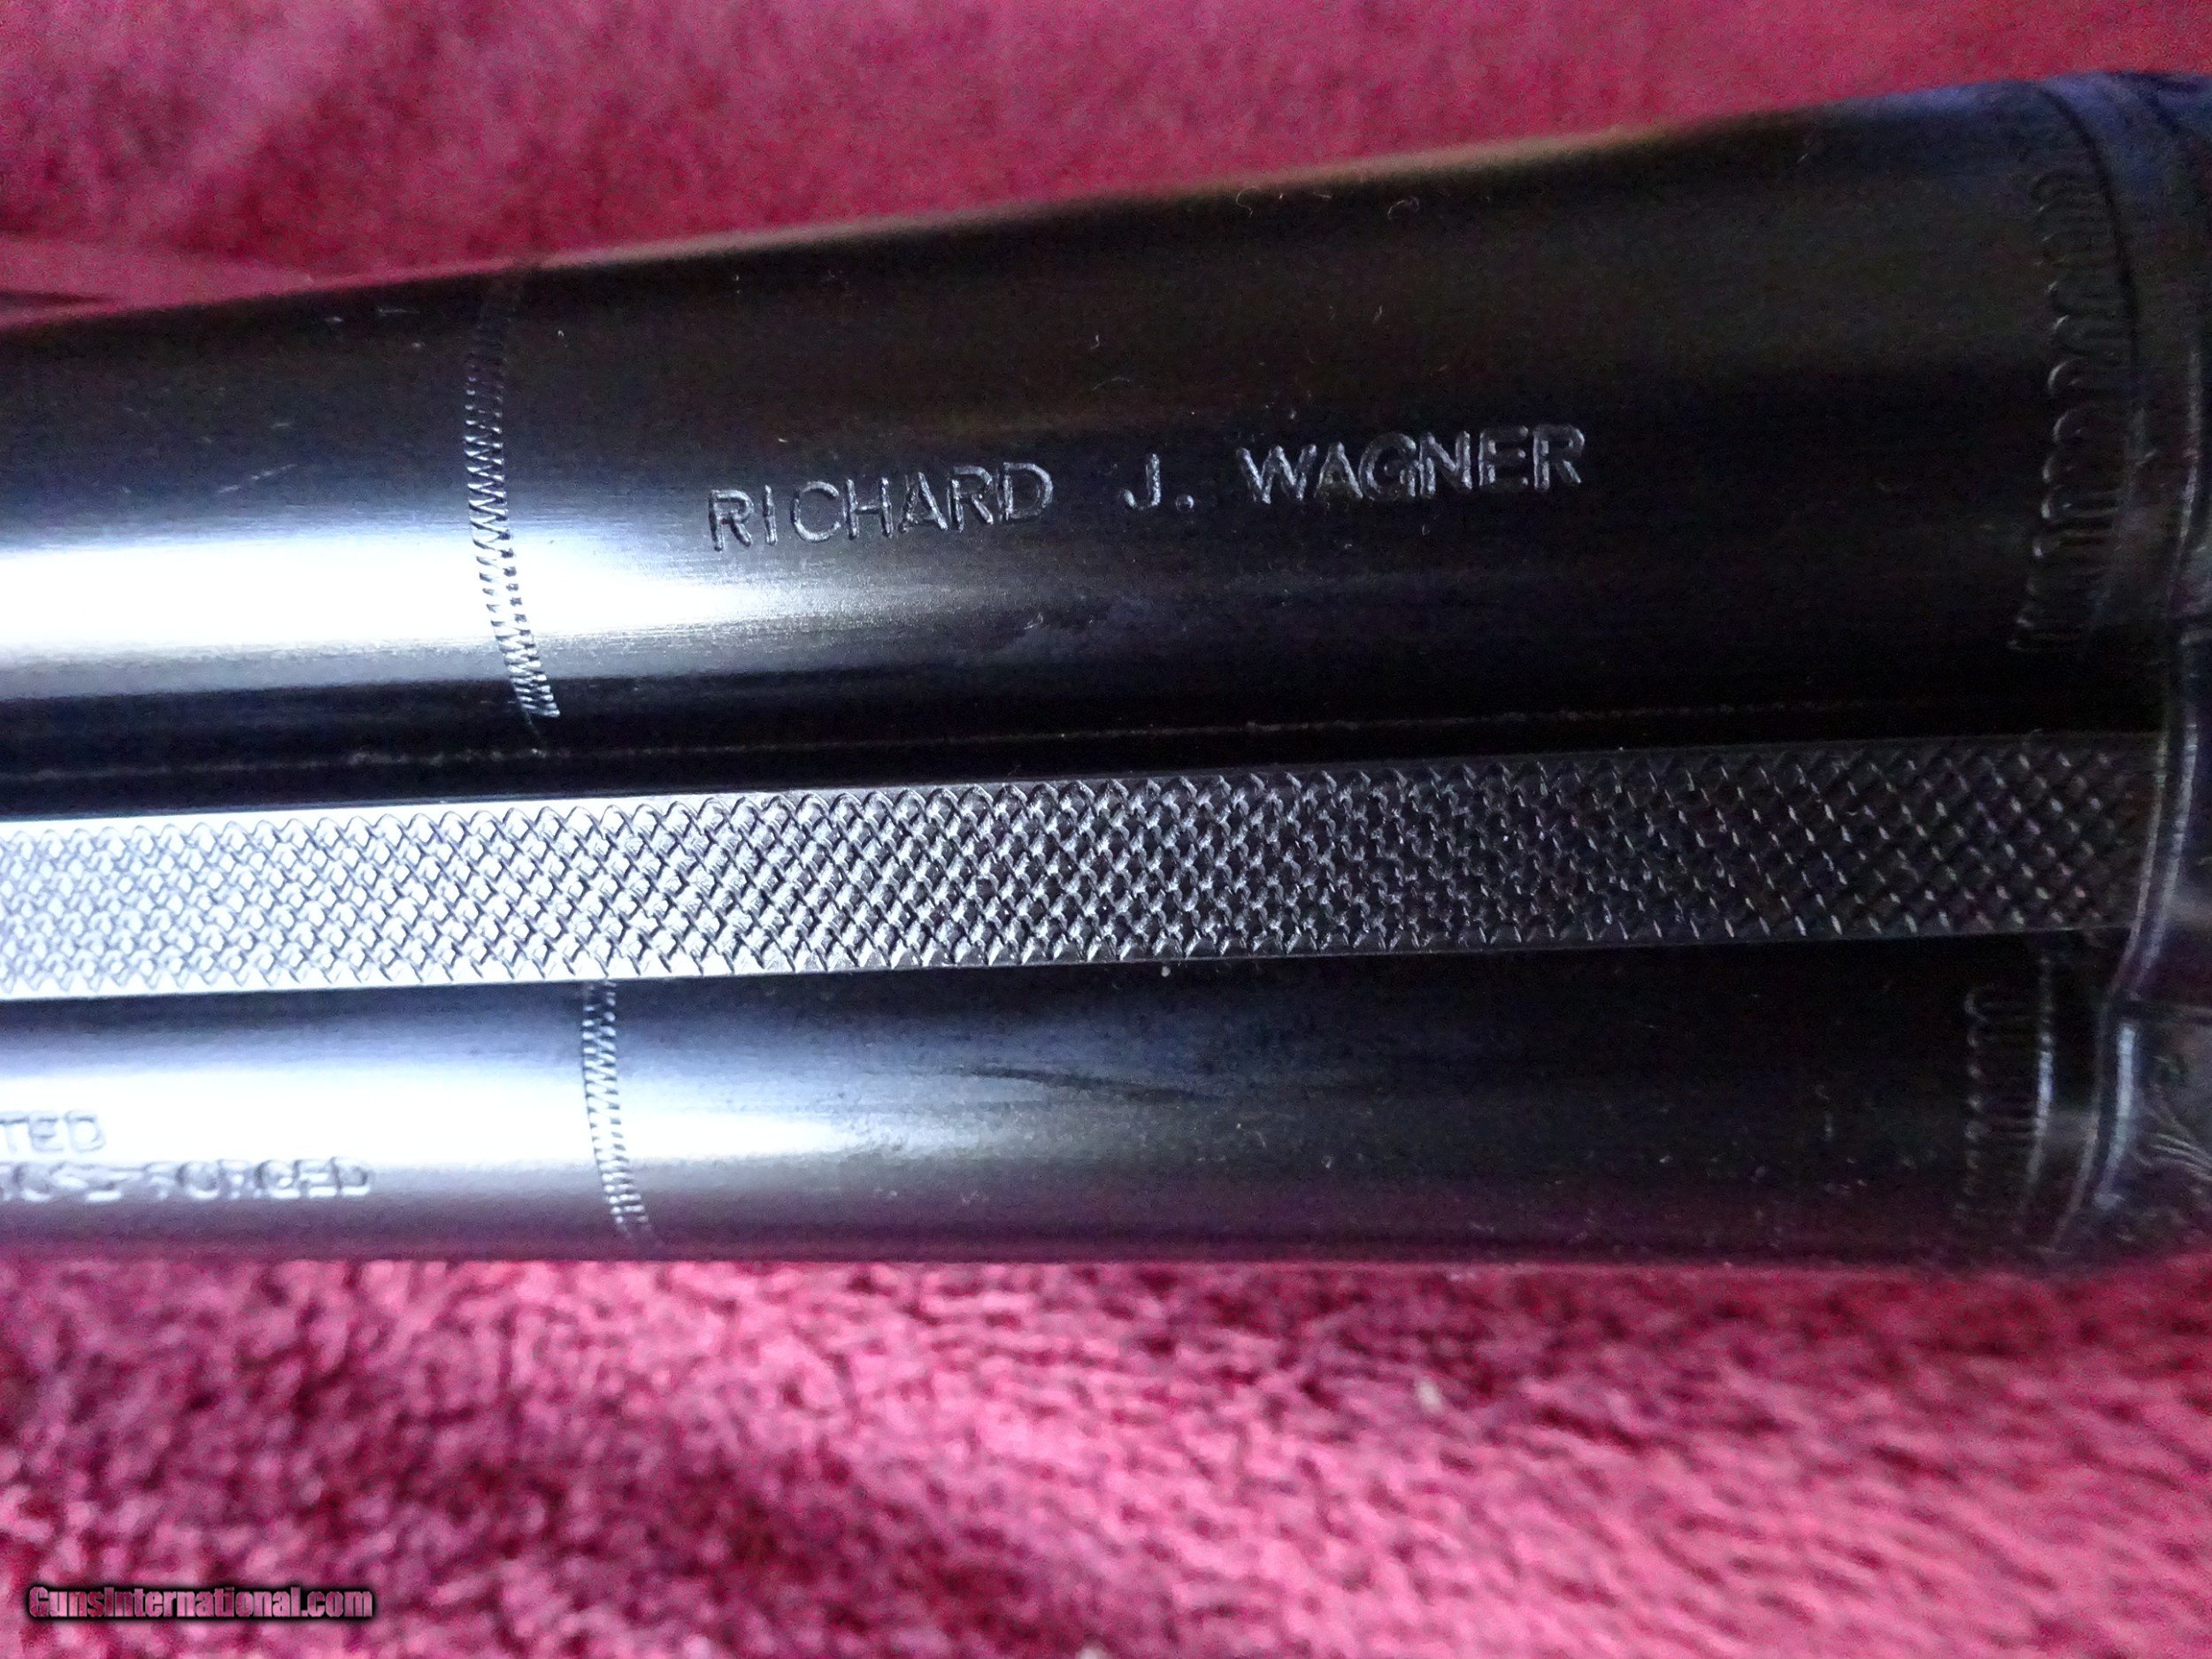 RICHARD J. WAGNER
TED
GunsInternational.com